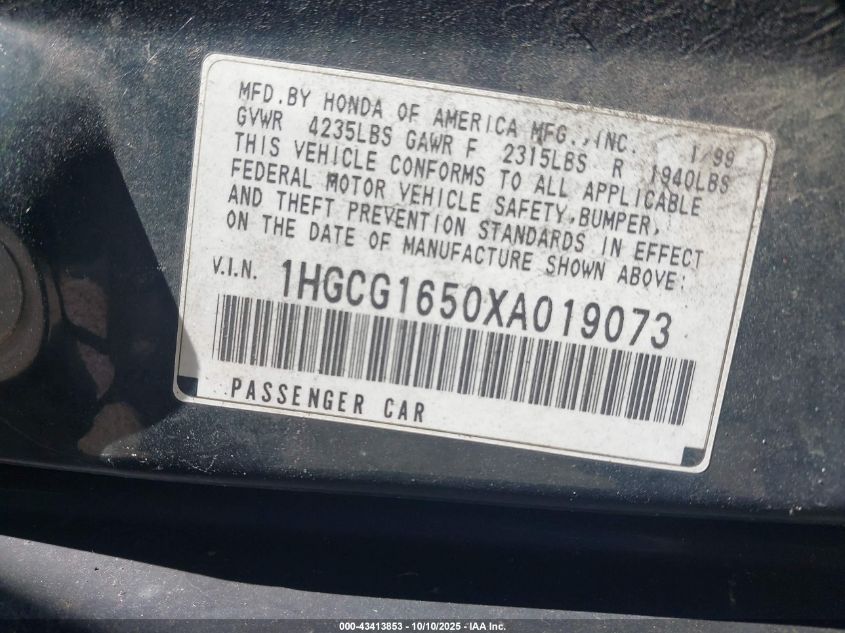 MFD.BY HONDA OF AMERICA MFG.,INC. 1/99
GVWR 4235LBS GAWR F 2315LBS R 1940LBS
THIS VEHICLE CONFORMS TO ALL APPLICABLE
FEDERAL MOTOR VEHICLE SAFETY,BUMPER,
AND THEFT PREVENTION STANDARDS IN EFFECT
ON THE DATE OF MANUFACTURE SHOWN ABOVE:
V.I.N. 1HGCG1650XA019073
PASSENGER CAR
000-43413853 - 10/10/2025 - IAA Inc.